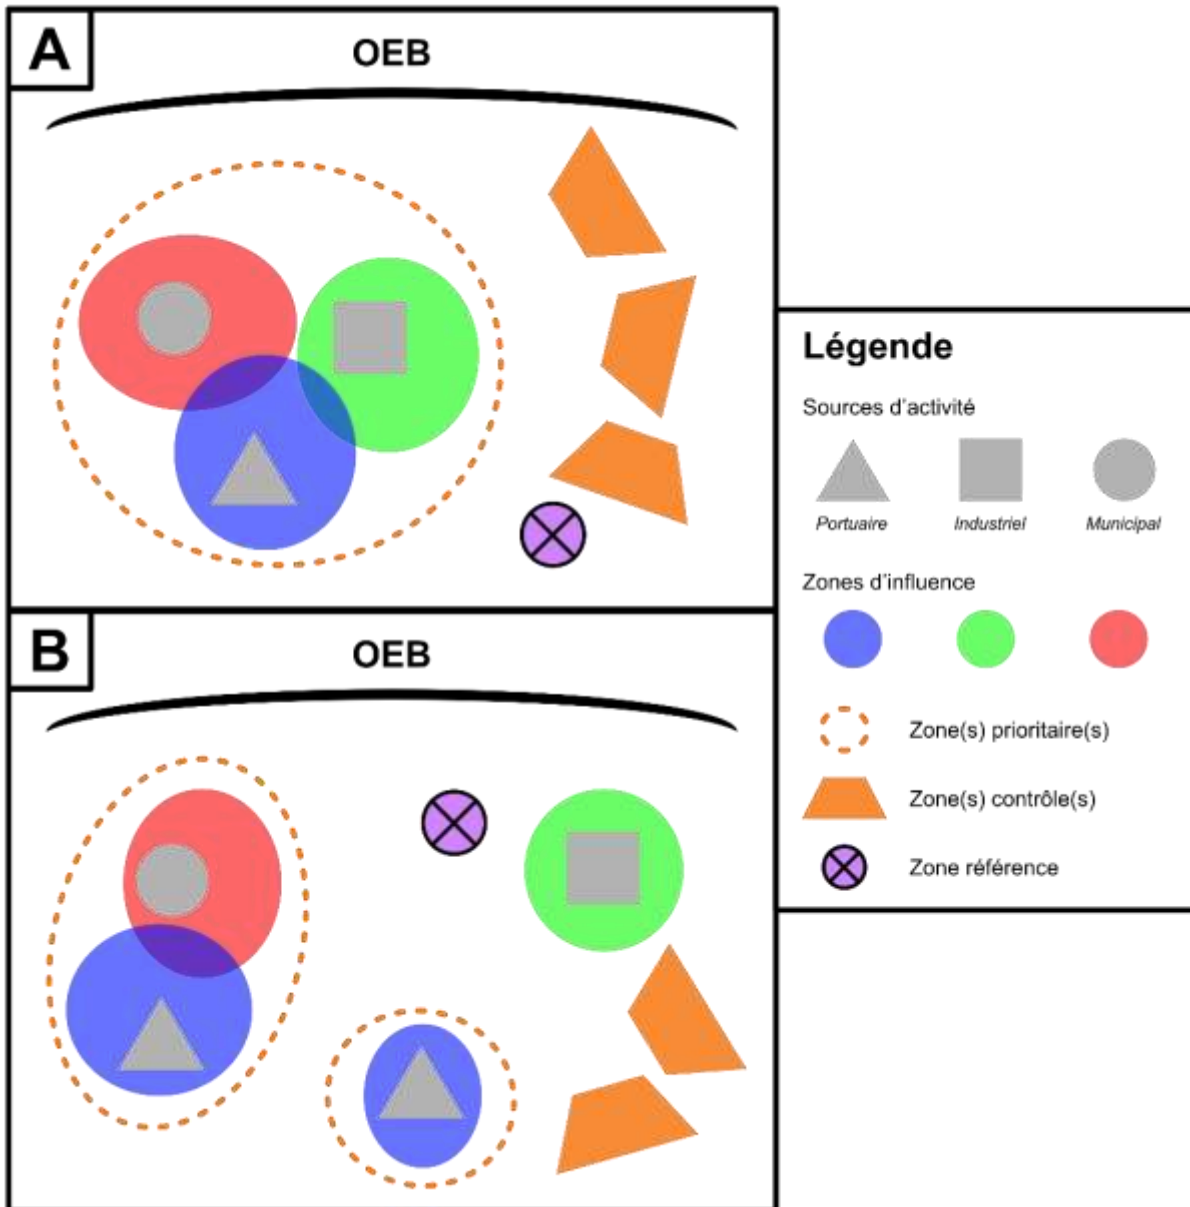 A
OEB
B
OEB
Légende
Sources d'activité
Portuaire Industriel Municipal
Zones d'influence
Zone(s) prioritaire(s)
Zone(s) contrôle(s)
Zone référence